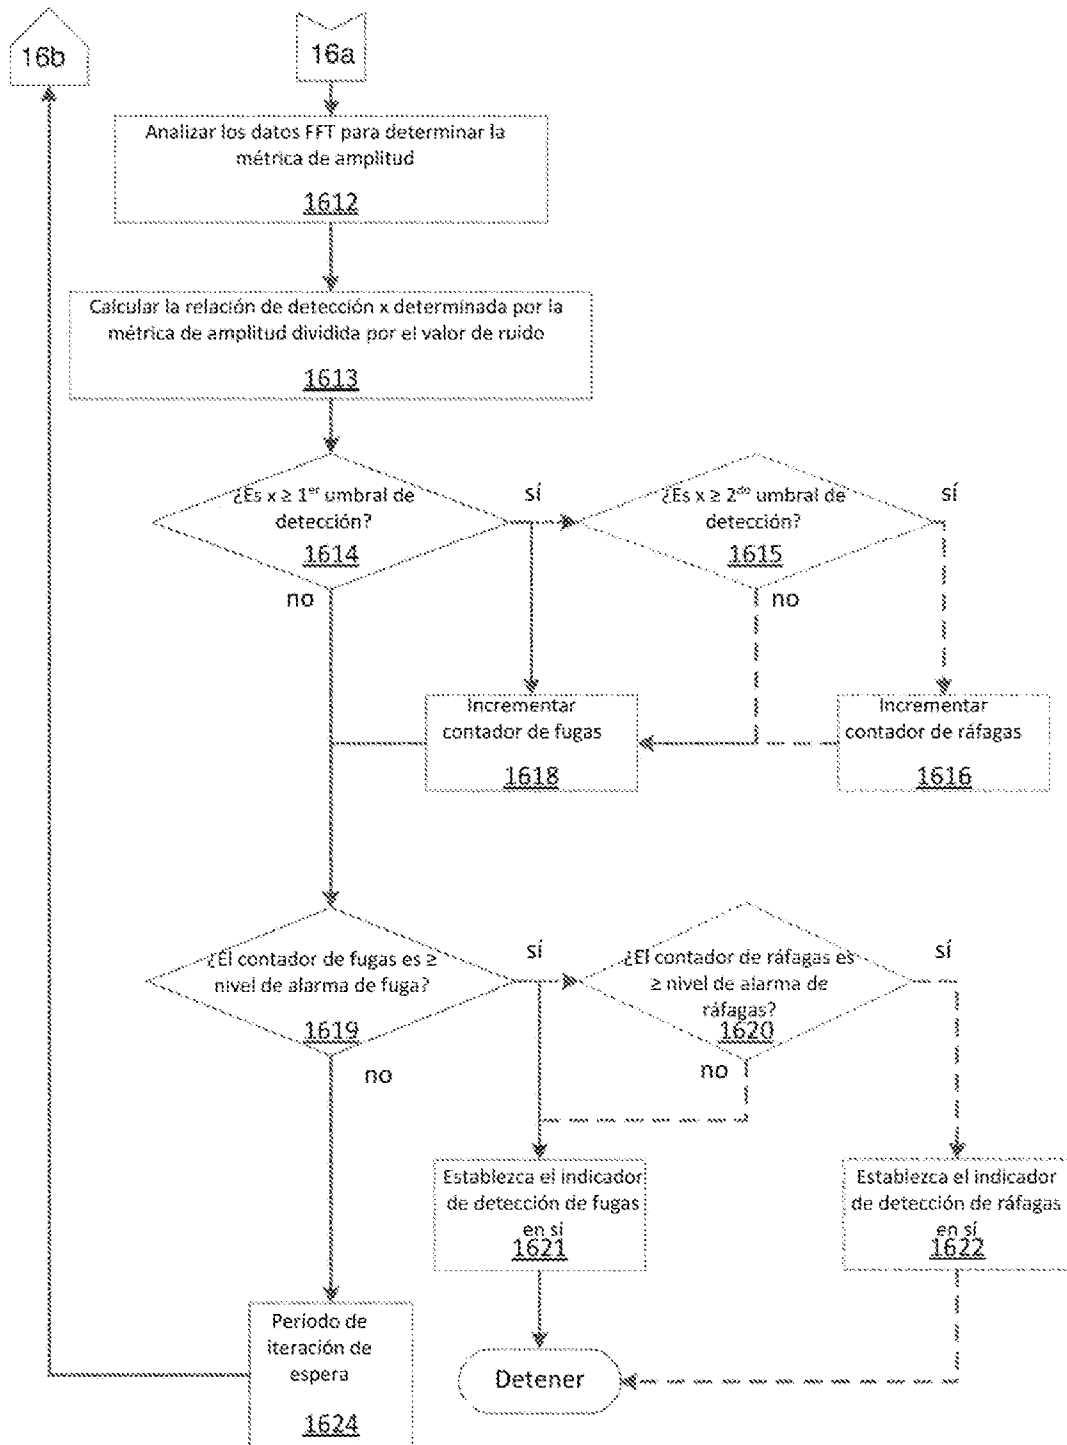 16b
16a
Analizar los datos FFT para determinar la
métrica de amplitud
1612
Calcular la relación de detección x determinada por la
métrica de amplitud dividida por el valor de ruido
1613
¿Es x ≥ 1er umbral de
detección?
1614
sí
no
¿Es x ≥ 2do umbral de
detección?
1615
sí
no
Incrementar
contador de fugas
1618
Incrementar
contador de ráfagas
1616
¿El contador de fugas es ≥
nivel de alarma de fuga?
1619
sí
no
¿El contador de ráfagas es
≥ nivel de alarma de
ráfagas?
1620
sí
no
Establezca el indicador
de detección de fugas
en sí
1621
Establezca el indicador
de detección de ráfagas
en sí
1622
Período de
iteración de
espera
1624
Detener